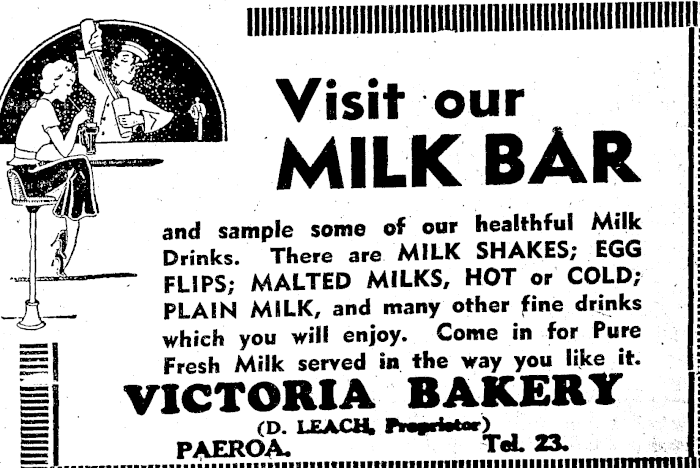 Visit our
MILK BAR
and sample some of our healthful Milk
Drinks. There are MILK SHAKES; EGG
FLIPS; MALTED MILKS, HOT or COLD;
PLAIN MILK, and many other fine drinks
which you will enjoy. Come in for Pure
Fresh Milk served in the way you like it.
VICTORIA BAKERY
(D. LEACH, Proprietor)
PAEROA. Tel. 23.